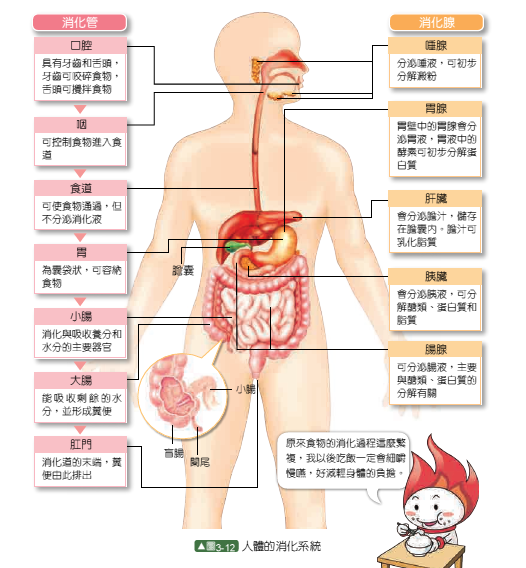 消化管
口腔
具有牙齒和舌頭,
牙齒可咬碎食物,
舌頭可攪拌食物
咽
可控制食物進入食
道
食道
可使食物通過,但
不分泌消化液
胃
為囊袋狀,可容納
食物
小腸
消化與吸收養分和
水分的主要器官
大腸
能吸收剩餘的水
分,並形成糞便
肛門
消化道的末端,糞
便由此排出
膽囊
小腸
盲腸
闌尾
消化腺
唾腺
分泌唾液,可初步
分解澱粉
胃腺
胃壁中的胃腺會分
泌胃液,胃液中的
酵素可初步分解蛋
白質
肝臟
會分泌膽汁,儲存
在膽囊內。膽汁可
乳化脂質
胰臟
會分泌胰液,可分
解醣類、蛋白質和
脂質
腸腺
可分泌腸液,主要
與醣類、蛋白質的
分解有關
原來食物的消化過程這麼繁
複,我以後吃飯一定會細嚼
慢嚥,好減輕身體的負擔。
▲圖3-12 人體的消化系統